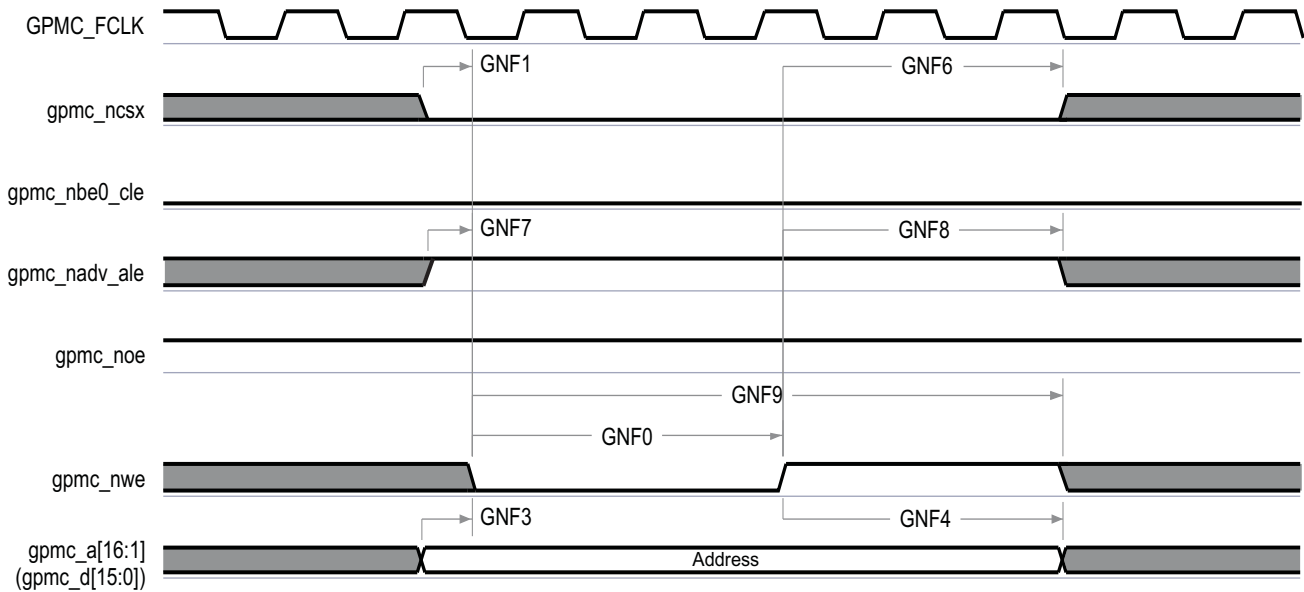 GPMC_FCLK
GNF1
GNF6
gpmc_ncsx
gpmc_nbe0_cle
GNF7
GNF8
gpmc_nadv_ale
gpmc_noe
GNF9
GNF0
gpmc_nwe
GNF3
GNF4
gpmc_a[16:1]
(gpmc_d[15:0])
Address